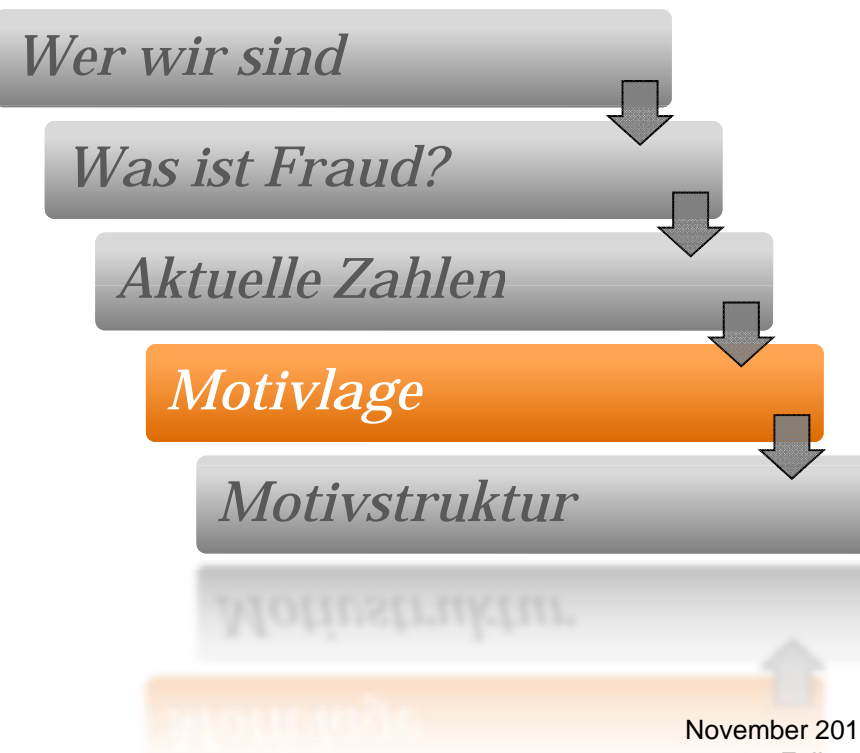 Wer wir sind
Was ist Fraud?
Aktuelle Zahlen
Motivlage
Motivstruktur
November 201